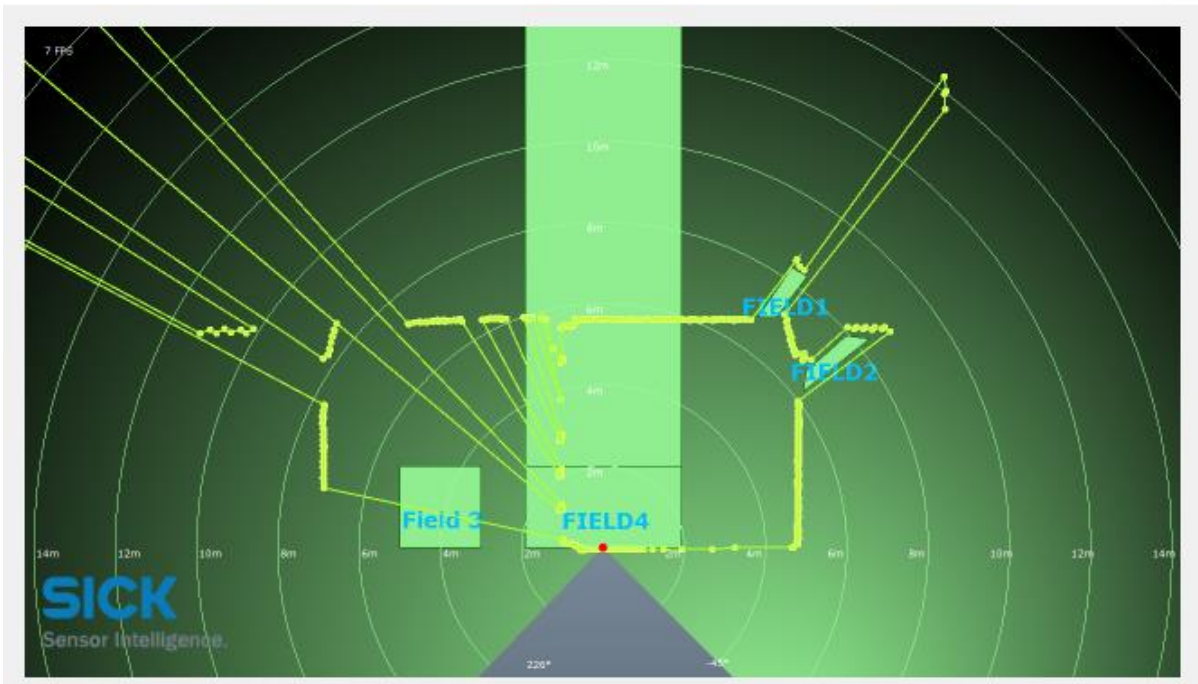 7 FPS
12m
10m
8m
6m
FIELD1
FIELD2
4m
2m
Field 3
FIELD4
14m 12m 10m 8m 6m 4m 2m 2m 4m 6m 8m 10m 12m 14m
SICK
Sensor Intelligence.
226° -45°